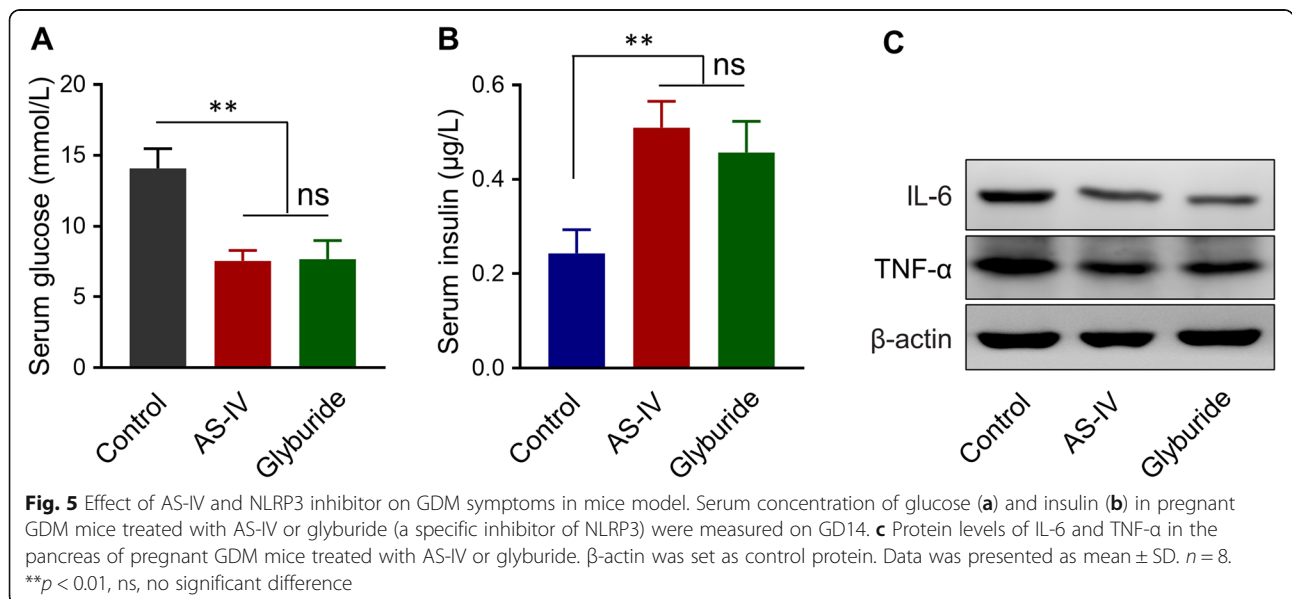 A
Serum glucose (mmol/L)
20
15
10
5
0
**
ns
Control
AS-IV
Glyburide
B
Serum insulin (µg/L)
0.6
0.4
0.2
0.0
**
ns
Control
AS-IV
Glyburide
C
IL-6
TNF-α
β-actin
Control
AS-IV
Glyburide
Fig. 5 Effect of AS-IV and NLRP3 inhibitor on GDM symptoms in mice model. Serum concentration of glucose (a) and insulin (b) in pregnant
GDM mice treated with AS-IV or glyburide (a specific inhibitor of NLRP3) were measured on GD14. c Protein levels of IL-6 and TNF-α in the
pancreas of pregnant GDM mice treated with AS-IV or glyburide. β-actin was set as control protein. Data was presented as mean ± SD. n = 8.
**p < 0.01, ns, no significant difference